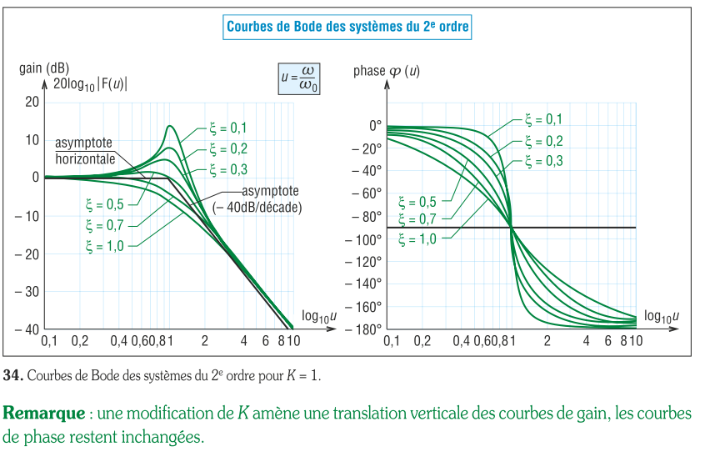 Courbes de Bode des systèmes du 2e ordre
gain (dB)
20log10|F(u)|
u = ω/ω0
20
10
0
– 10
– 20
– 30
– 40
asymptote
horizontale
ξ = 0,1
ξ = 0,2
ξ = 0,3
asymptote
(– 40dB/décade)
ξ = 0,5
ξ = 0,7
ξ = 1,0
log10u
0,1 0,2 0,4 0,60,81 2 4 6 810
phase φ (u)
0°
– 20°
– 40°
– 60°
– 80°
– 100°
– 120°
– 140°
– 160°
– 180°
ξ = 0,1
ξ = 0,2
ξ = 0,3
ξ = 0,5
ξ = 0,7
ξ = 1,0
log10u
0,1 0,2 0,4 0,60,81 2 4 6 810
34. Courbes de Bode des systèmes du 2e ordre pour K = 1.
Remarque : une modification de K amène une translation verticale des courbes de gain, les courbes
de phase restent inchangées.